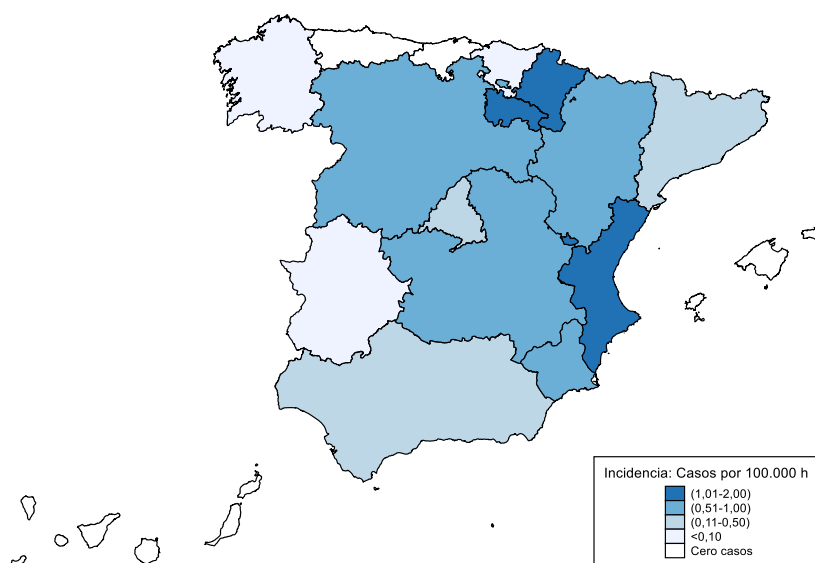 Incidencia: Casos por 100.000 h
(1,01-2,00)
(0,51-1,00)
(0,11-0,50)
<0,10
Cero casos